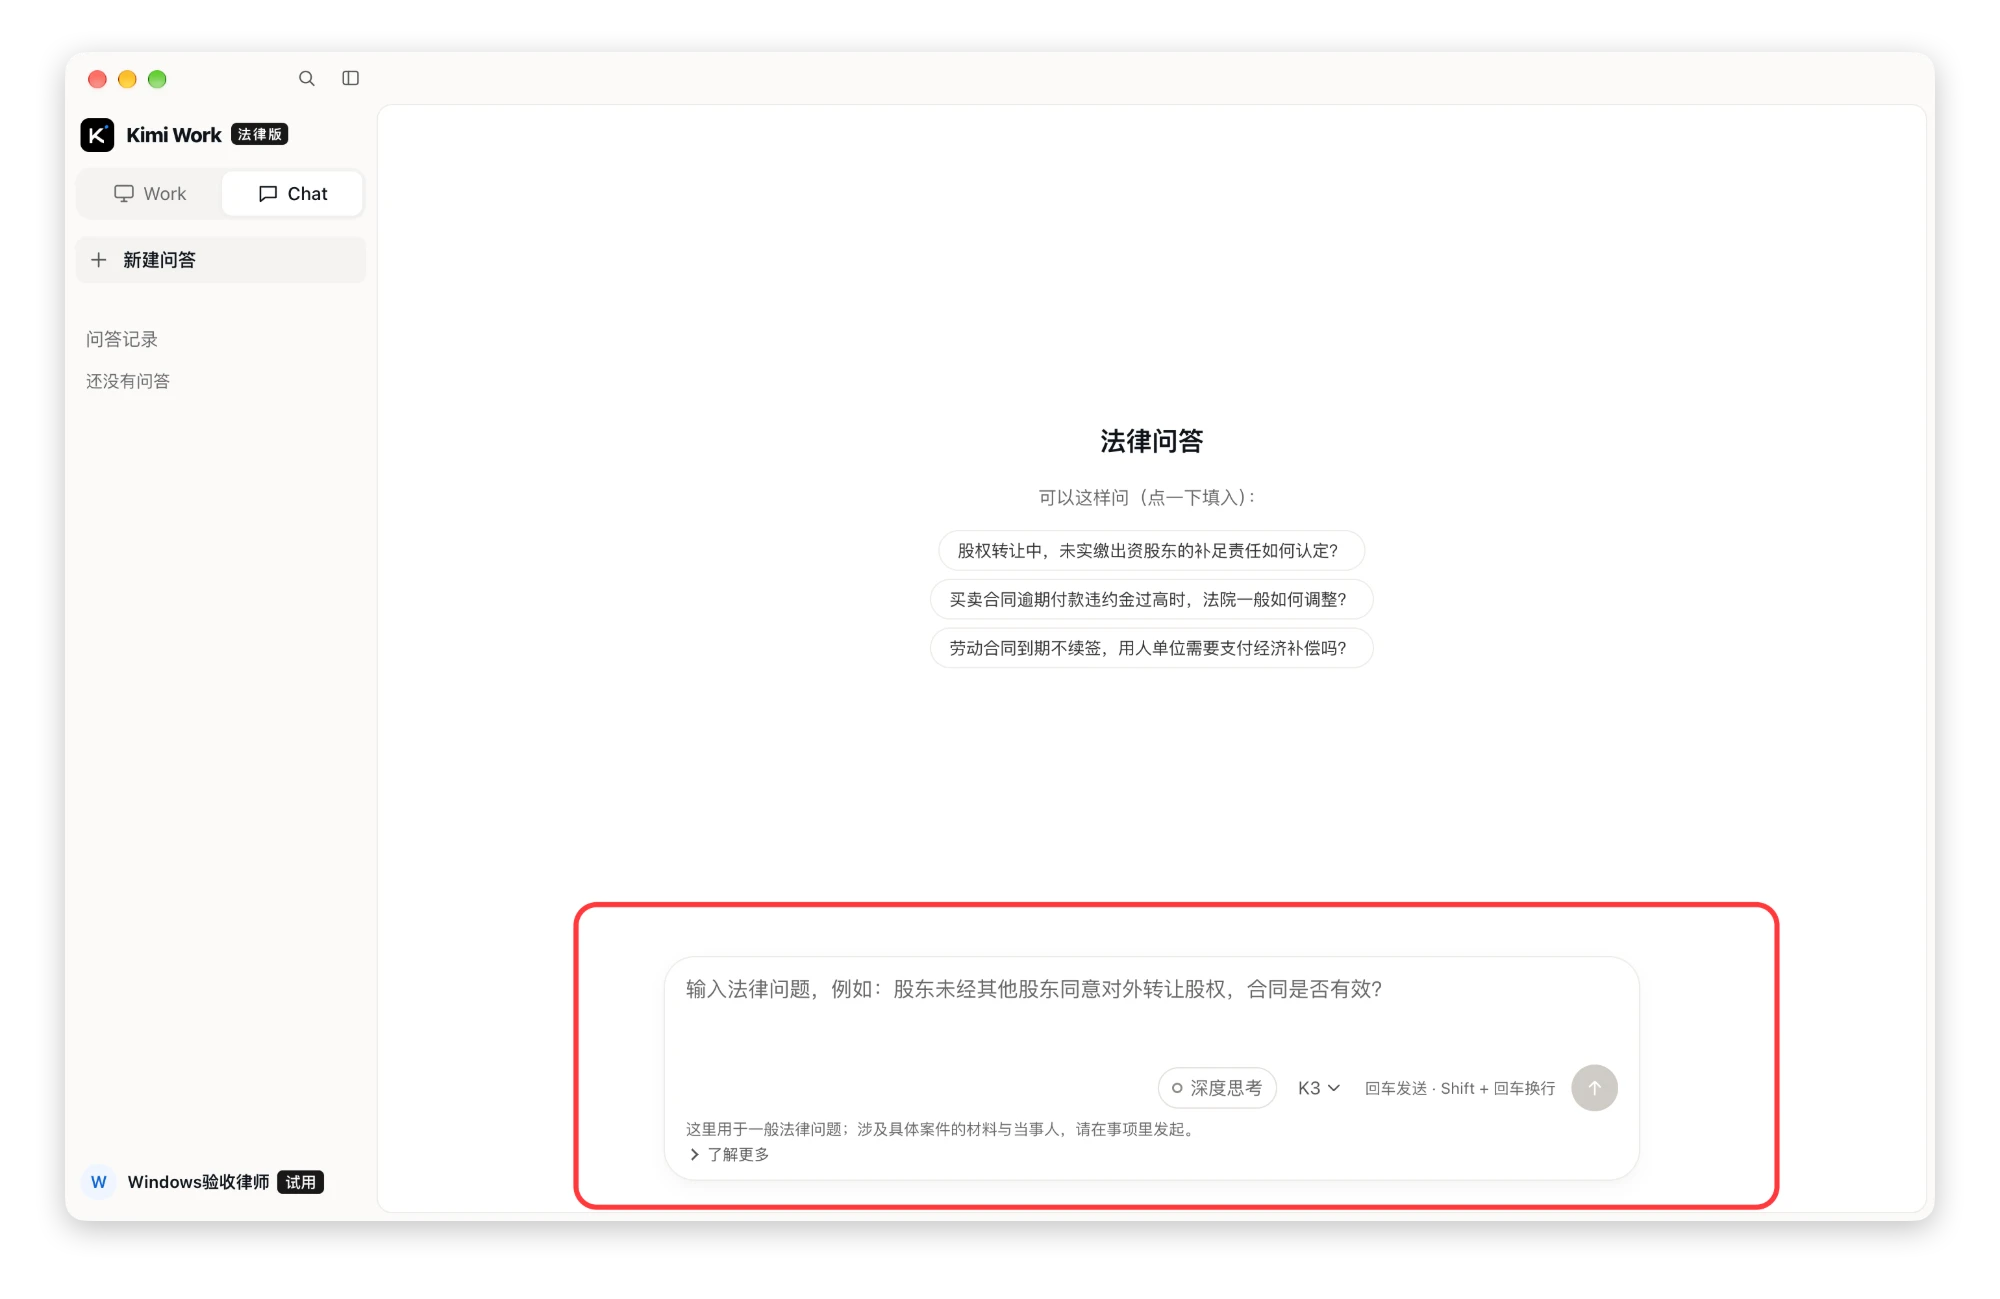 Kimi Work 法律版
Work
Chat
新建问答
问答记录
还没有问答
法律问答
可以这样问（点一下填入）：
股权转让中，未实缴出资股东的补足责任如何认定？
买卖合同逾期付款违约金过高时，法院一般如何调整？
劳动合同到期不续签，用人单位需要支付经济补偿吗？
输入法律问题，例如：股东未经其他股东同意对外转让股权，合同是否有效？
深度思考 K3 回车发送 · Shift + 回车换行
这里用于一般法律问题；涉及具体案件的材料与当事人，请在事项里发起。
了解更多
W Windows验收律师 试用